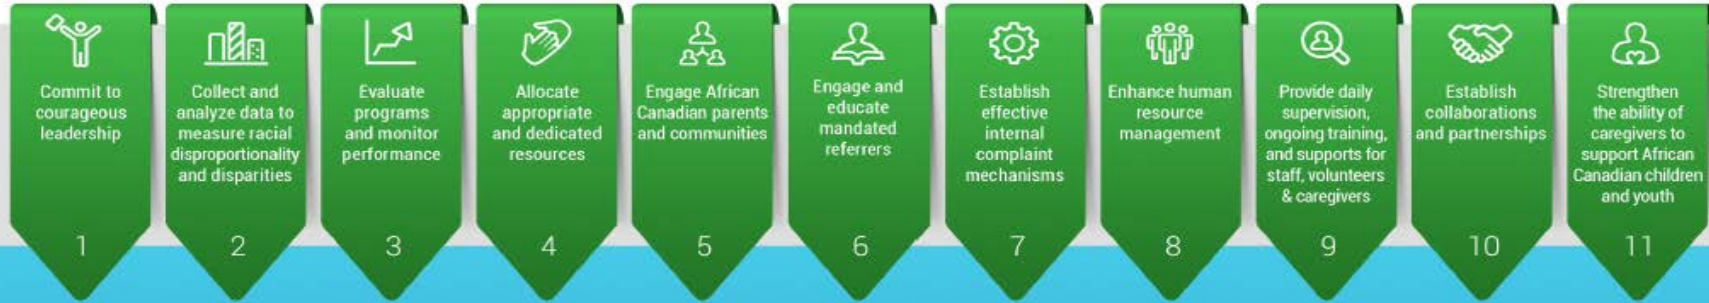 Commit to
courageous
leadership
1
Collect and
analyze data to
measure racial
disproportionality
and disparities
2
Evaluate
programs
and monitor
performance
3
Allocate
appropriate
and dedicated
resources
4
Engage African
Canadian parents
and communities
5
Engage and
educate
mandated
referrers
6
Establish
effective
internal
complaint
mechanisms
7
Enhance human
resource
management
8
Provide daily
supervision,
ongoing training,
and supports for
staff, volunteers
& caregivers
9
Establish
collaborations
and partnerships
10
Strengthen
the ability of
caregivers to
support African
Canadian children
and youth
11